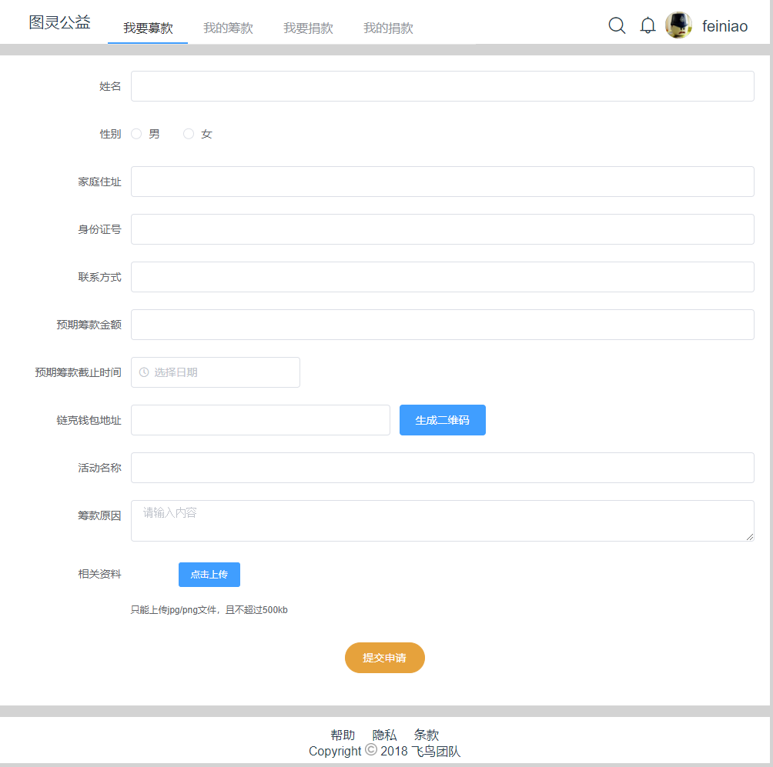 图灵公益 我要募款 我的筹款 我要捐款 我的捐款 feiniao
姓名
性别 男 女
家庭住址
身份证号
联系方式
预期筹款金额
预期筹款截止时间 选择日期
链克钱包地址 生成二维码
活动名称
筹款原因 请输入内容
相关资料 点击上传
只能上传jpg/png文件，且不超过500kb
提交申请
帮助 隐私 条款
Copyright © 2018 飞鸟团队